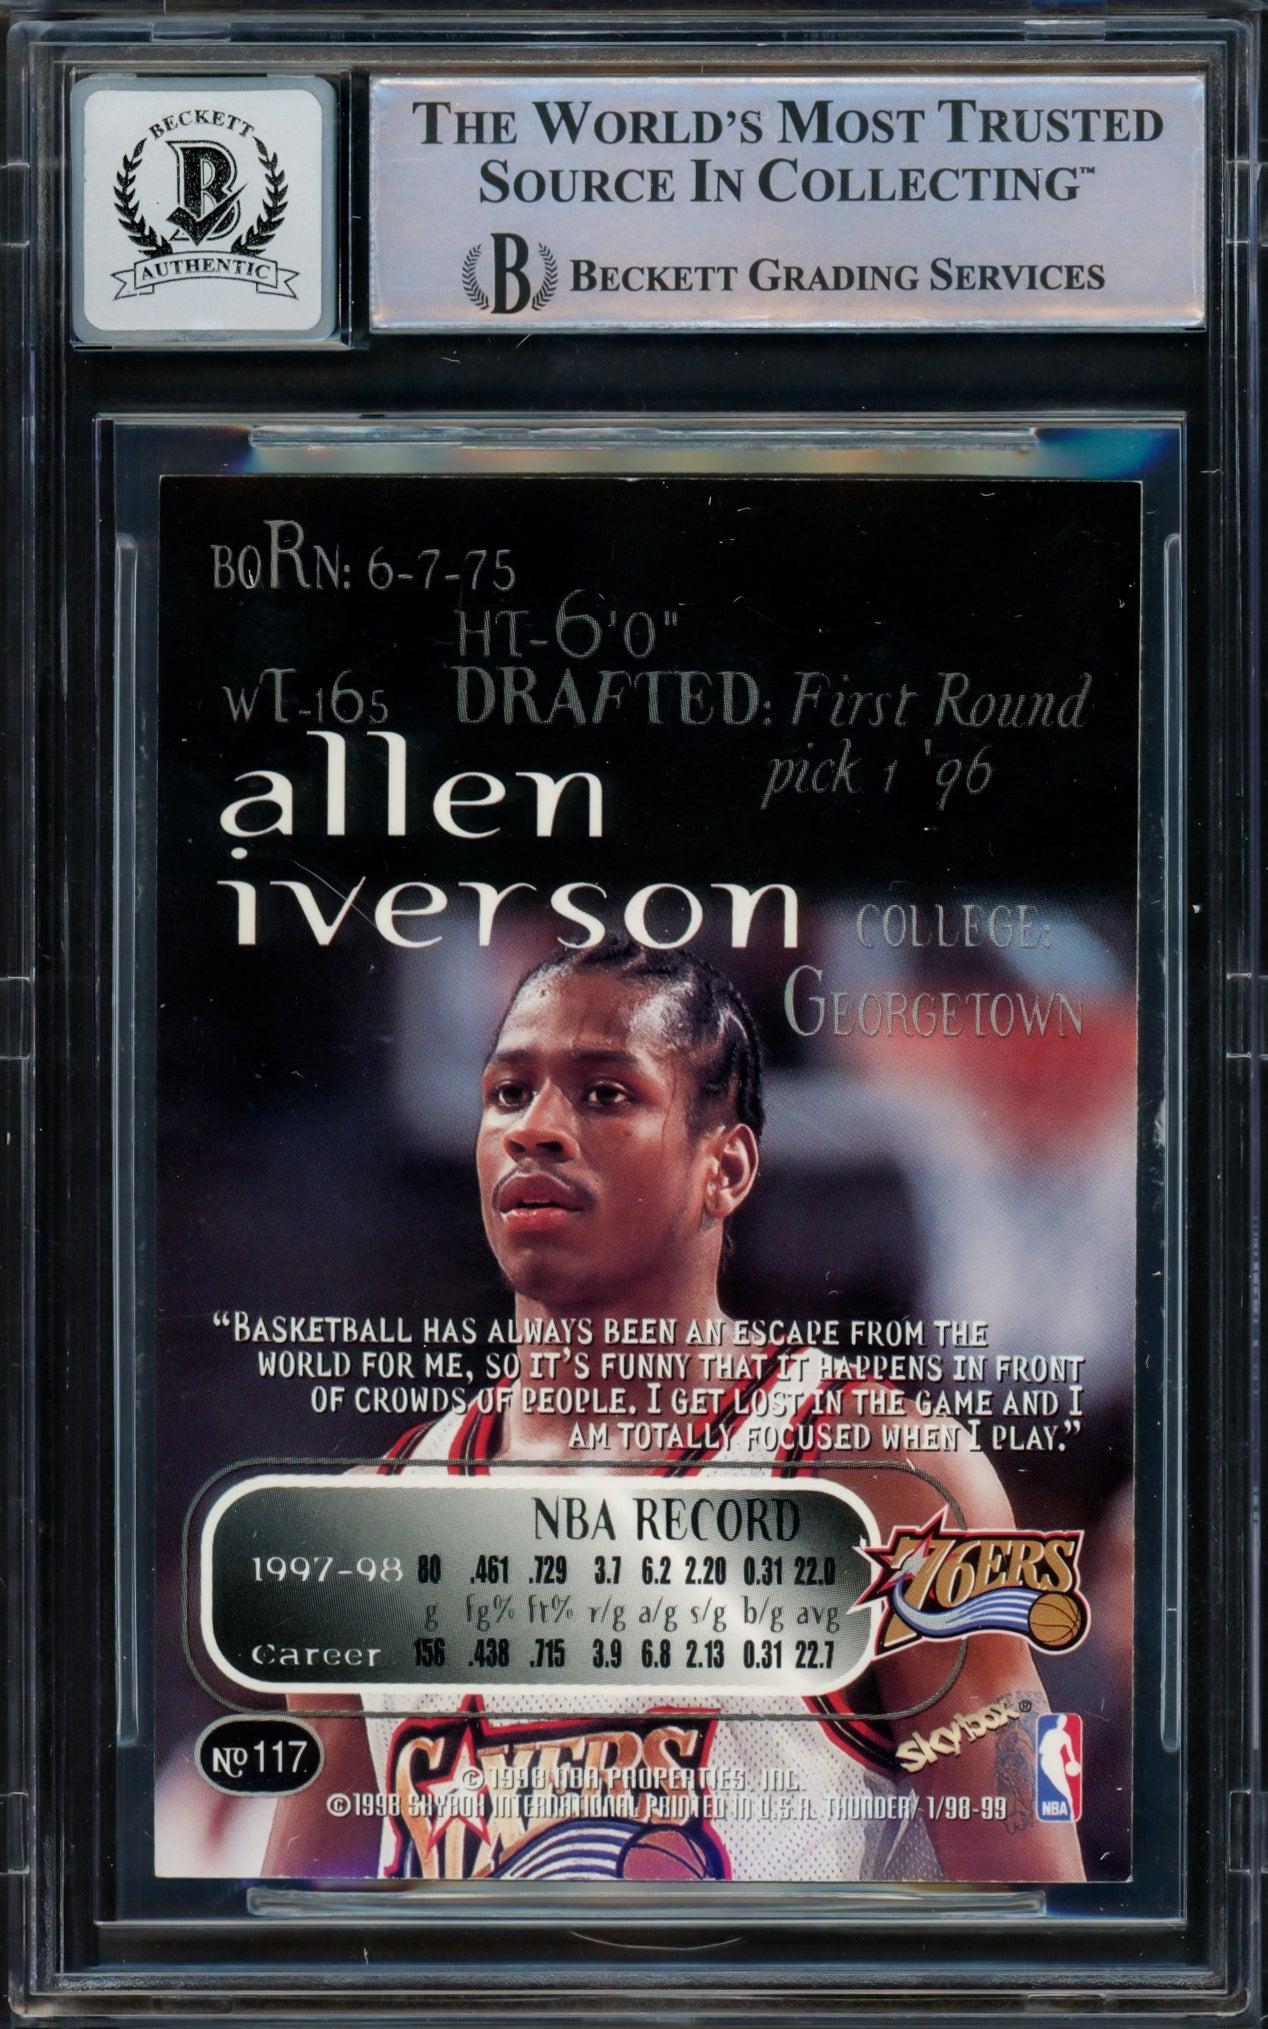 BECKETT
B
AUTHENTIC
THE WORLD'S MOST TRUSTED
SOURCE IN COLLECTING™
B BECKETT GRADING SERVICES
BORN: 6-7-75
HT-6'0"
WT-165 DRAFTED: First Round
pick 1 '96
allen
iverson
COLLEGE:
GEORGETOWN
"BASKETBALL HAS ALWAYS BEEN AN ESCAPE FROM THE
WORLD FOR ME, SO IT'S FUNNY THAT IT HAPPENS IN FRONT
OF CROWDS OF PEOPLE. I GET LOST IN THE GAME AND I
AM TOTALLY FOCUSED WHEN I PLAY."
NBA RECORD
1997-98 80 .461 .729 3.7 6.2 2.20 0.31 22.0
g fg% ft% r/g a/g s/g b/g avg
Career 156 .438 .715 3.9 6.8 2.13 0.31 22.7
76ERS
No 117
skybox®
SIXERS
© 1998 NBA PROPERTIES, INC.
© 1998 SKYBOX INTERNATIONAL PRINTED IN U.S.A. THUNDER/ 1/98-99
NBA